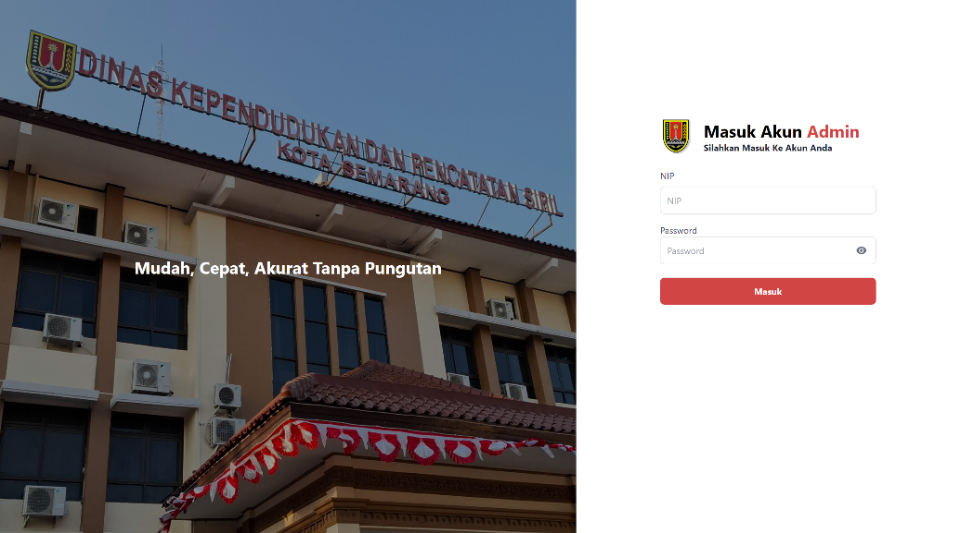 DINAS KEPENDUDUKAN DAN PENCATATAN SIPIL
KOTA SEMARANG
Mudah, Cepat, Akurat Tanpa Pungutan
Masuk Akun Admin
Silahkan Masuk Ke Akun Anda
NIP
NIP
Password
Password
Masuk